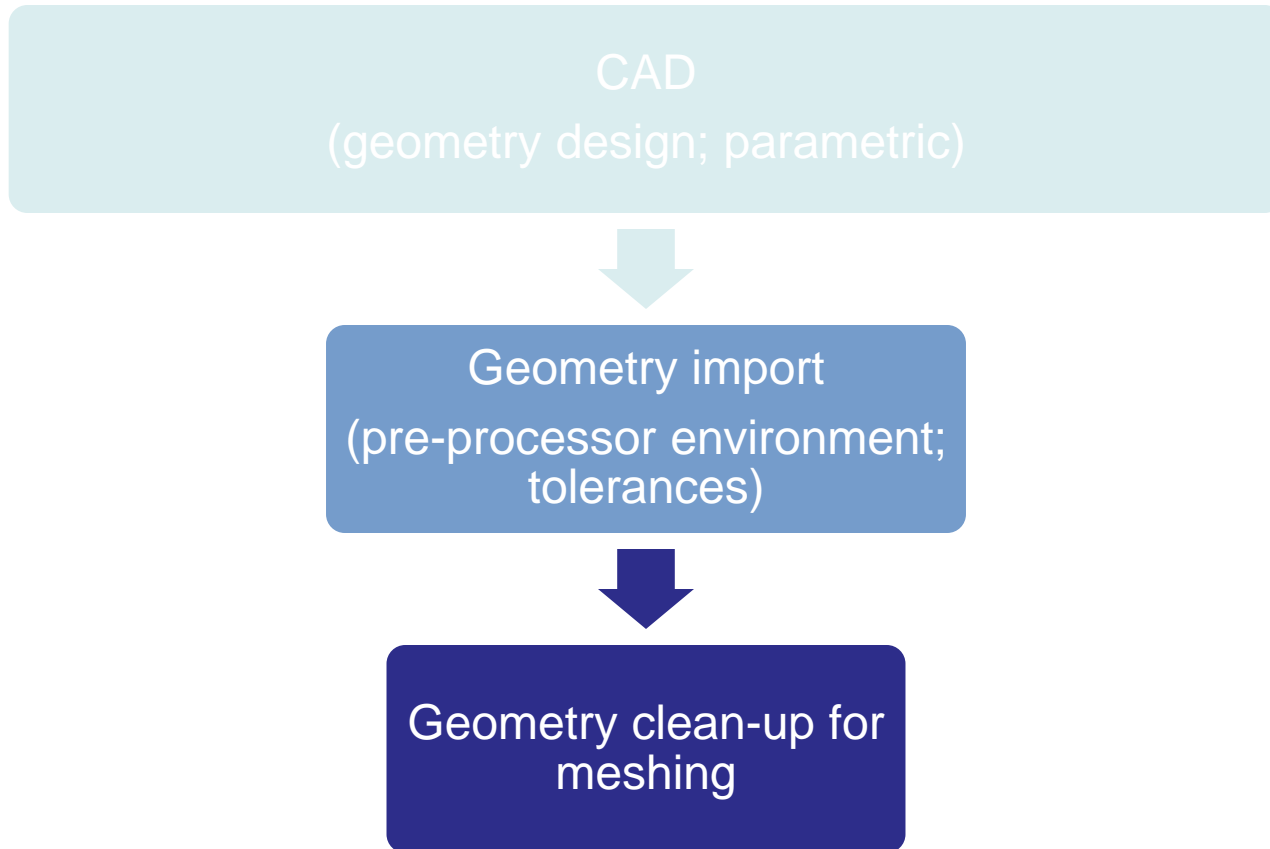 CAD
(geometry design; parametric)
Geometry import
(pre-processor environment;
tolerances)
Geometry clean-up for
meshing